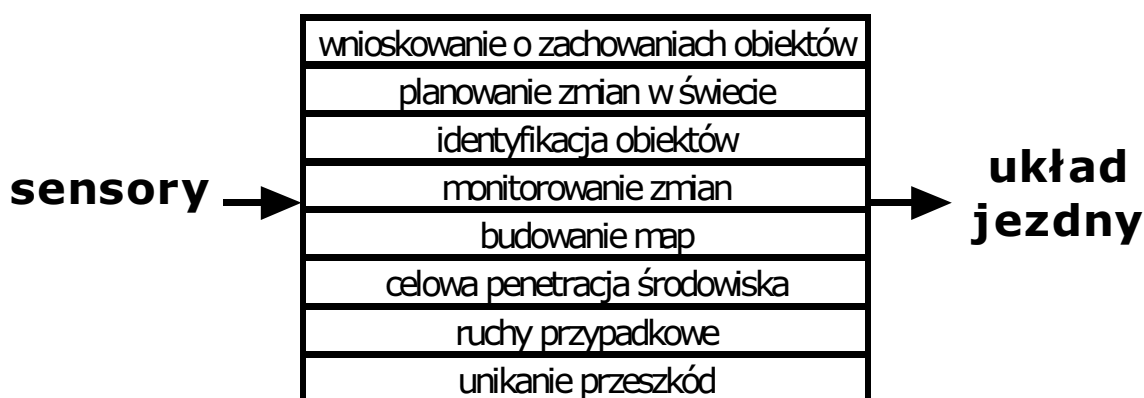 wnioskowanie o zachowaniach obiektów
planowanie zmian w świecie
identyfikacja obiektów
monitorowanie zmian
budowanie map
celowa penetracja środowiska
ruchy przypadkowe
unikanie przeszkód
sensory
układ
jezdny